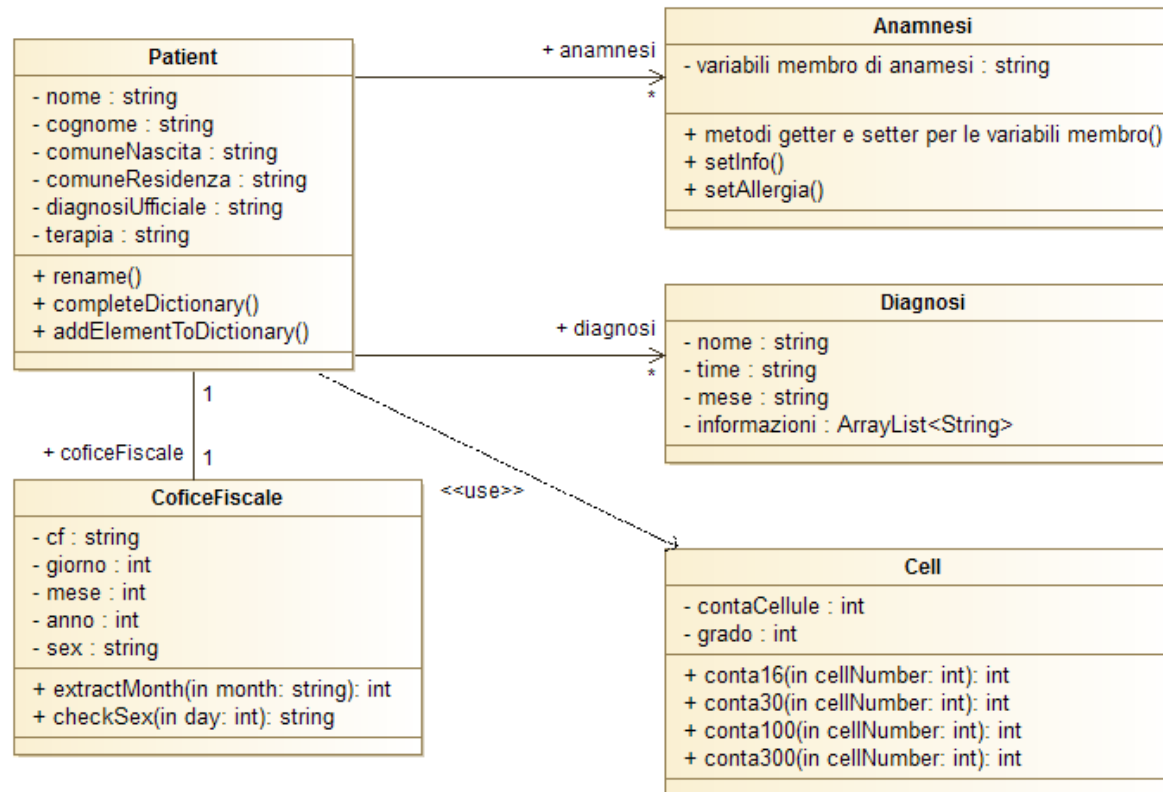 Patient
- nome : string
- cognome : string
- comuneNascita : string
- comuneResidenza : string
- diagnosiUfficiale : string
- terapia : string
+ rename()
+ completeDictionary()
+ addElementToDictionary()
+ anamnesi
*
Anamnesi
- variabili membro di anamesi : string
+ metodi getter e setter per le variabili membro()
+ setInfo()
+ setAllergia()
+ diagnosi
*
Diagnosi
- nome : string
- time : string
- mese : string
- informazioni : ArrayList<String>
1
+ coficeFiscale
1
CoficeFiscale
- cf : string
- giorno : int
- mese : int
- anno : int
- sex : string
+ extractMonth(in month: string): int
+ checkSex(in day: int): string
<<use>>
Cell
- contaCellule : int
- grado : int
+ conta16(in cellNumber: int): int
+ conta30(in cellNumber: int): int
+ conta100(in cellNumber: int): int
+ conta300(in cellNumber: int): int